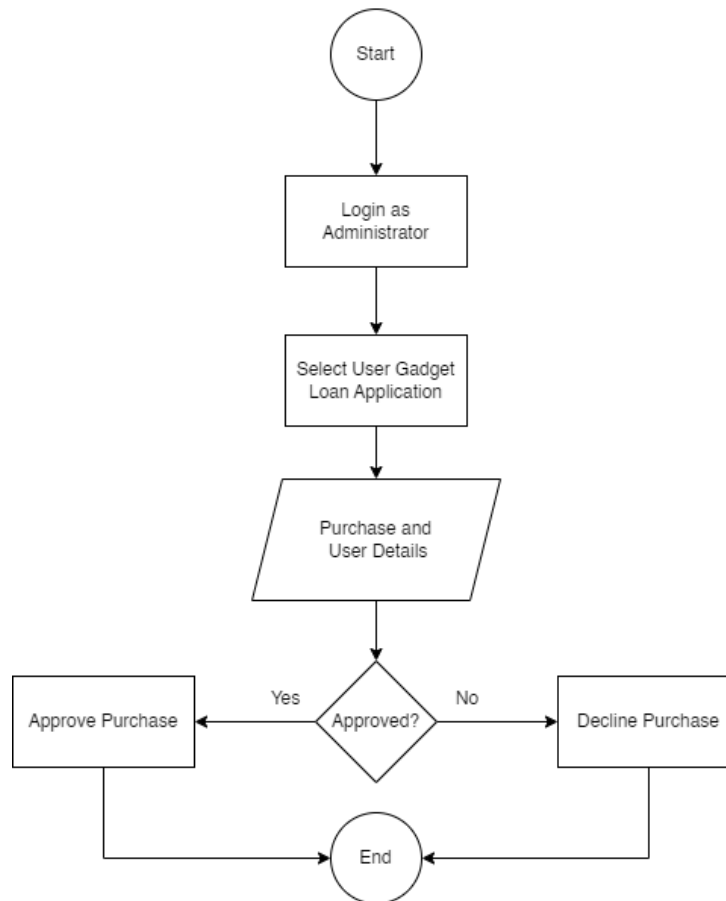 Start
Login as
Administrator
Select User Gadget
Loan Application
Purchase and
User Details
Yes
No
Approve Purchase
Approved?
Decline Purchase
End